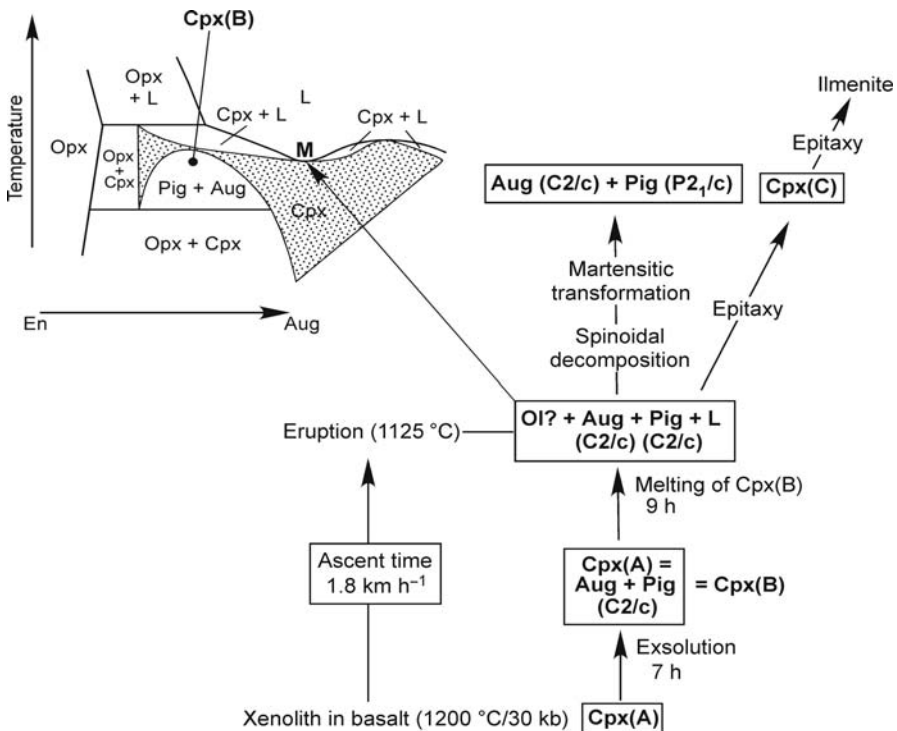 Cpx(B)
Temperature
Opx
+ L
L
Cpx + L
Cpx + L
M
Opx
Opx
+
Cpx
Pig + Aug
Cpx
Opx + Cpx
En
Aug
Ilmenite
Epitaxy
Aug (C2/c) + Pig (P2₁/c)
Cpx(C)
Martensitic
transformation
Epitaxy
Spinoidal
decomposition
Eruption (1125 °C)
Ol? + Aug + Pig + L
(C2/c) (C2/c)
Melting of Cpx(B)
9 h
Ascent time
1.8 km h⁻¹
Cpx(A) =
Aug + Pig
(C2/c)
= Cpx(B)
Exsolution
7 h
Xenolith in basalt (1200 °C/30 kb)
Cpx(A)